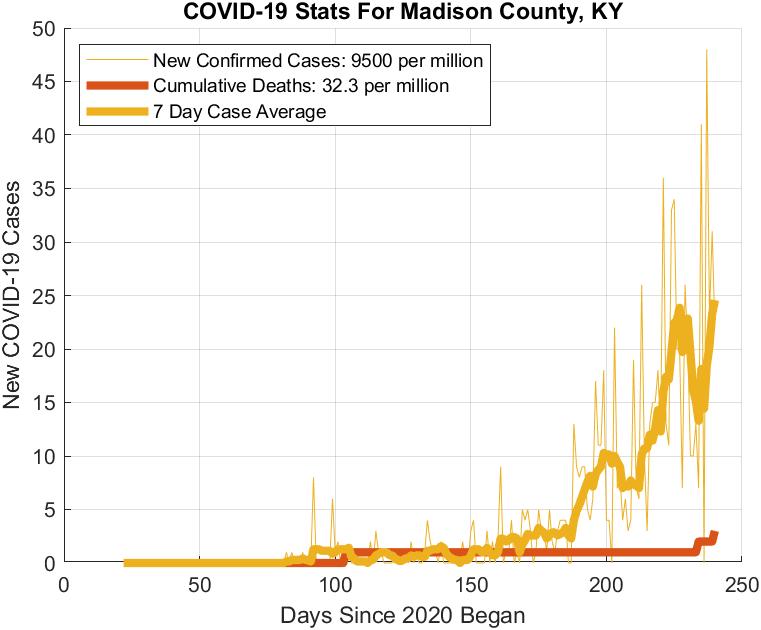 COVID-19 Stats For Madison County, KY
New Confirmed Cases: 9500 per million
Cumulative Deaths: 32.3 per million
7 Day Case Average
New COVID-19 Cases
50
45
40
35
30
25
20
15
10
5
0
0 50 100 150 200 250
Days Since 2020 Began